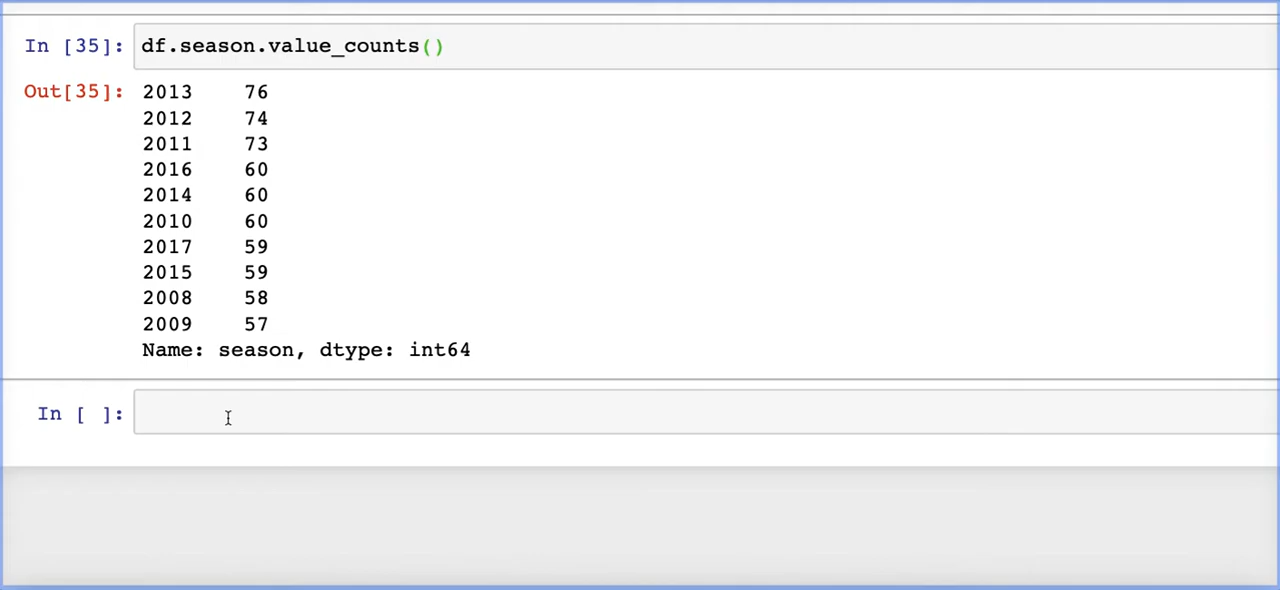 In [35]: df.season.value_counts()
Out[35]: 2013 76
2012 74
2011 73
2016 60
2014 60
2010 60
2017 59
2015 59
2008 58
2009 57
Name: season, dtype: int64
In [ ]: